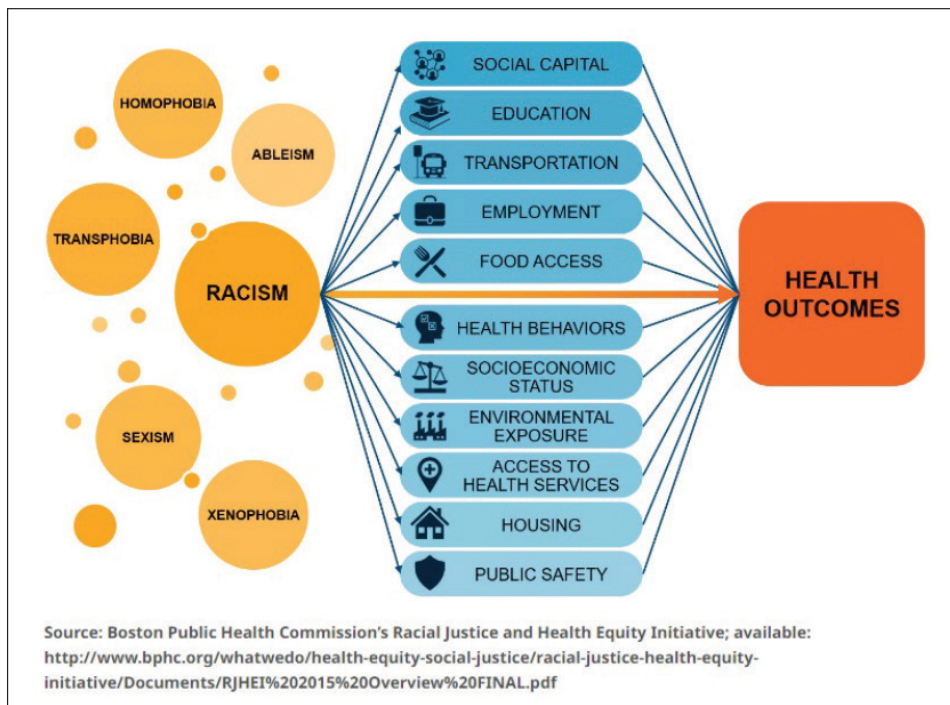 HOMOPHOBIA
ABLEISM
TRANSPHOBIA
RACISM
SEXISM
XENOPHOBIA
SOCIAL CAPITAL
EDUCATION
TRANSPORTATION
EMPLOYMENT
FOOD ACCESS
HEALTH BEHAVIORS
SOCIOECONOMIC
STATUS
ENVIRONMENTAL
EXPOSURE
ACCESS TO
HEALTH SERVICES
HOUSING
PUBLIC SAFETY
HEALTH
OUTCOMES
Source: Boston Public Health Commission's Racial Justice and Health Equity Initiative; available:
http://www.bphc.org/whatwedo/health-equity-social-justice/racial-justice-health-equity-
initiative/Documents/RJHEI%202015%20Overview%20FINAL.pdf